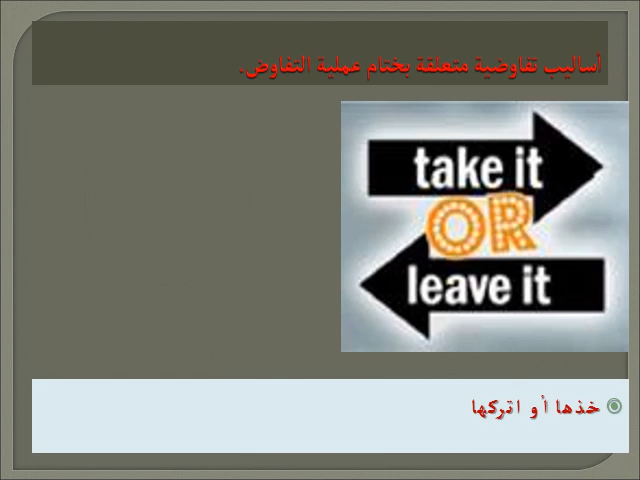 أساليب تفاوضية متعلقة بختام عملية التفاوض.
take it
OR
leave it
خذها أو اتركها